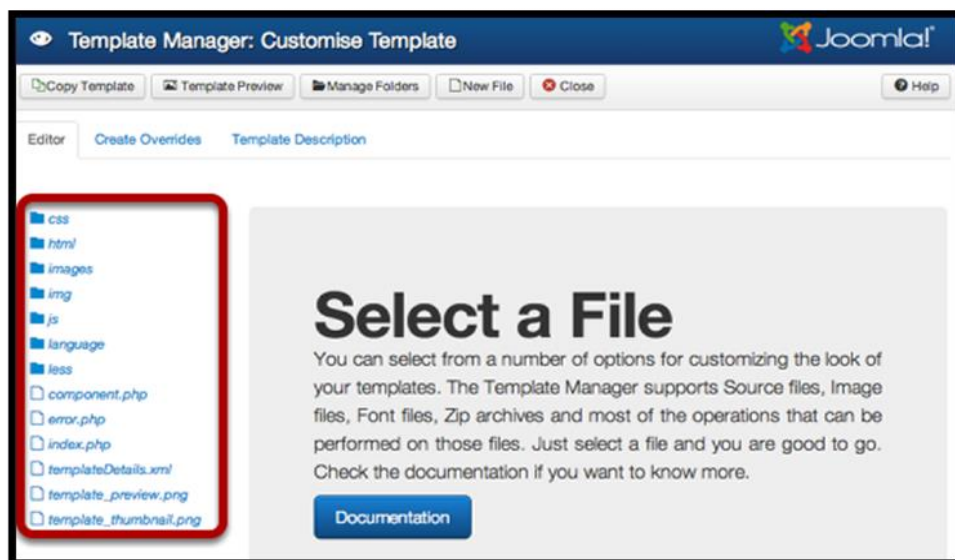 Template Manager: Customise Template
Joomla!
Copy Template
Template Preview
Manage Folders
New File
Close
Help
Editor
Create Overrides
Template Description
css
html
images
img
js
language
less
component.php
error.php
index.php
templateDetails.xml
template_preview.png
template_thumbnail.png
Select a File
You can select from a number of options for customizing the look of
your templates. The Template Manager supports Source files, Image
files, Font files, Zip archives and most of the operations that can be
performed on those files. Just select a file and you are good to go.
Check the documentation if you want to know more.
Documentation